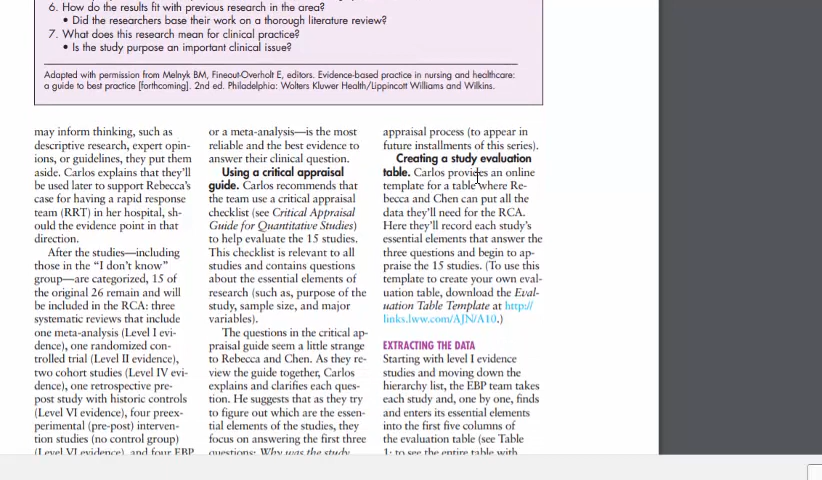 6. How do the results fit with previous research in the area?
• Did the researchers base their work on a thorough literature review?
7. What does this research mean for clinical practice?
• Is the study purpose an important clinical issue?
Adapted with permission from Melnyk BM, Fineout-Overholt E, editors. Evidence-based practice in nursing and healthcare:
a guide to best practice [forthcoming]. 2nd ed. Philadelphia: Wolters Kluwer Health/Lippincott Williams and Wilkins.
may inform thinking, such as
descriptive research, expert opin-
ions, or guidelines, they put them
aside. Carlos explains that they'll
be used later to support Rebecca's
case for having a rapid response
team (RRT) in her hospital, sh-
ould the evidence point in that
direction.
After the studies—including
those in the "I don't know"
group—are categorized, 15 of
the original 26 remain and will
be included in the RCA: three
systematic reviews that include
one meta-analysis (Level I evi-
dence), one randomized con-
trolled trial (Level II evidence),
two cohort studies (Level IV evi-
dence), one retrospective pre-
post study with historic controls
(Level VI evidence), four preex-
perimental (pre-post) interven-
tion studies (no control group)
(Level VI evidence), and four EBP
or a meta-analysis—is the most
reliable and the best evidence to
answer their clinical question.
Using a critical appraisal
guide. Carlos recommends that
the team use a critical appraisal
checklist (see Critical Appraisal
Guide for Quantitative Studies)
to help evaluate the 15 studies.
This checklist is relevant to all
studies and contains questions
about the essential elements of
research (such as, purpose of the
study, sample size, and major
variables).
The questions in the critical ap-
praisal guide seem a little strange
to Rebecca and Chen. As they re-
view the guide together, Carlos
explains and clarifies each ques-
tion. He suggests that as they try
to figure out which are the essen-
tial elements of the studies, they
focus on answering the first three
questions: Why was the study
appraisal process (to appear in
future installments of this series).
Creating a study evaluation
table. Carlos provides an online
template for a table where Re-
becca and Chen can put all the
data they'll need for the RCA.
Here they'll record each study's
essential elements that answer the
three questions and begin to ap-
praise the 15 studies. (To use this
template to create your own eval-
uation table, download the Eval-
uation Table Template at http://
links.lww.com/AJN/A10.)
EXTRACTING THE DATA
Starting with level I evidence
studies and moving down the
hierarchy list, the EBP team takes
each study and, one by one, finds
and enters its essential elements
into the first five columns of
the evaluation table (see Table
1; to see the entire table with